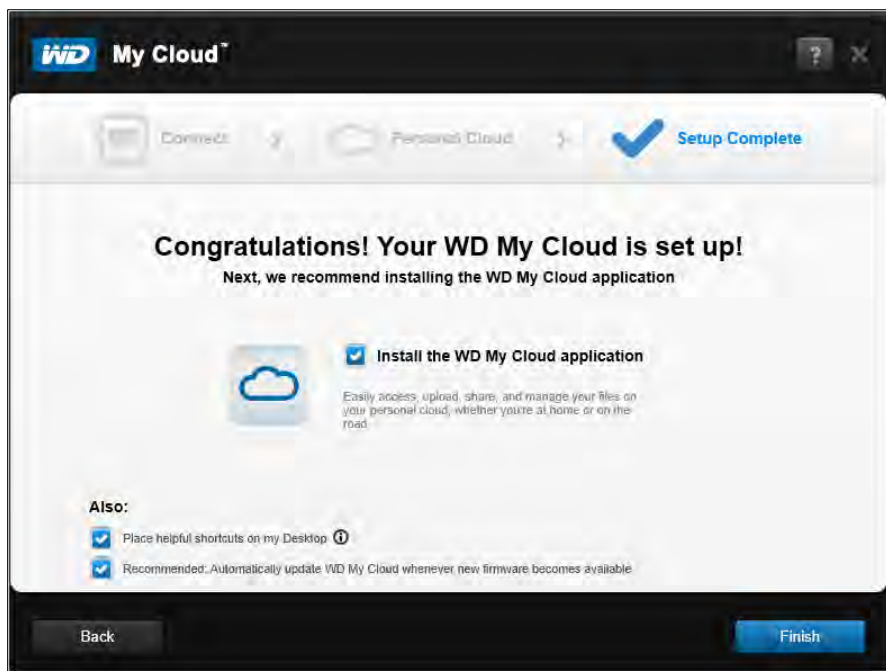 WD My Cloud™ ? ×
Connect > Personal Cloud > Setup Complete
Congratulations! Your WD My Cloud is set up!
Next, we recommend installing the WD My Cloud application
Install the WD My Cloud application
Easily access, upload, share, and manage your files on
your personal cloud, whether you're at home or on the
road
Also:
Place helpful shortcuts on my Desktop
Recommended: Automatically update WD My Cloud whenever new firmware becomes available
Back Finish